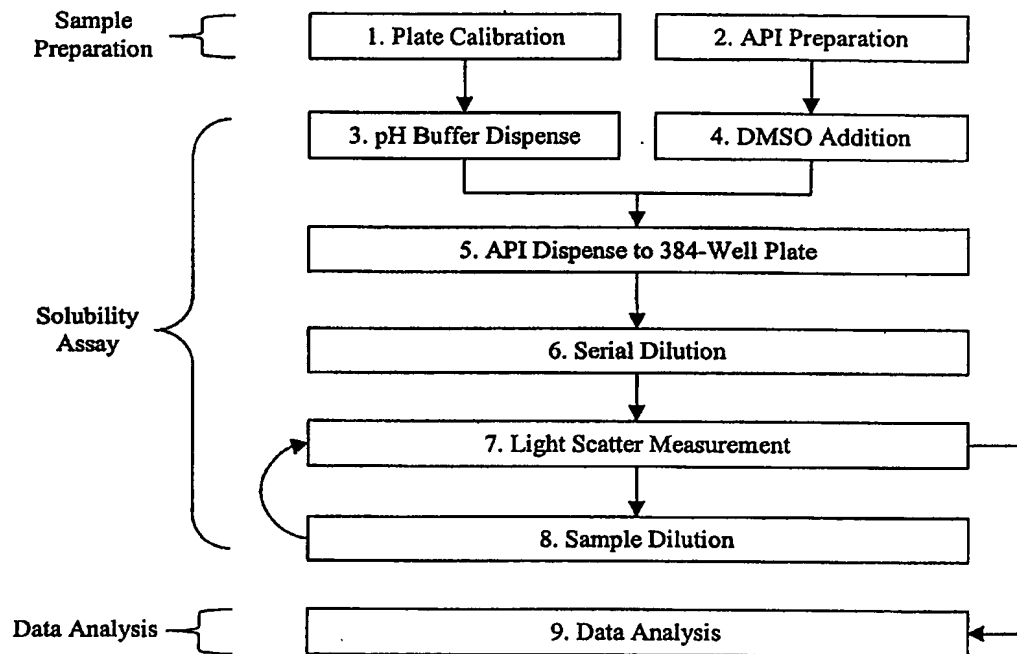 Sample
Preparation
1. Plate Calibration
2. API Preparation
3. pH Buffer Dispense
4. DMSO Addition
5. API Dispense to 384-Well Plate
Solubility
Assay
6. Serial Dilution
7. Light Scatter Measurement
8. Sample Dilution
Data Analysis
9. Data Analysis